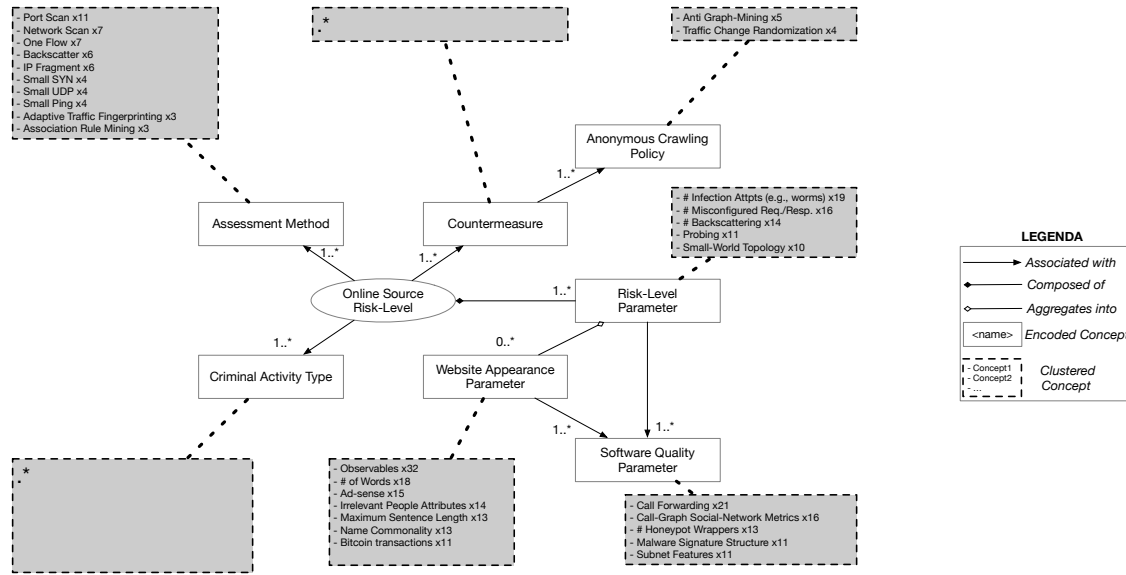 - Port Scan x11
- Network Scan x7
- One Flow x7
- Backscatter x6
- IP Fragment x6
- Small SYN x4
- Small UDP x4
- Small Ping x4
- Adaptive Traffic Fingerprinting x3
- Association Rule Mining x3
.*
- Anti Graph-Mining x5
- Traffic Change Randomization x4
Anonymous Crawling
Policy
1..*
Assessment Method
Countermeasure
1..*
1..*
- # Infection Attpts (e.g., worms) x19
- # Misconfigured Req./Resp. x16
- # Backscattering x14
- Probing x11
- Small-World Topology x10
Online Source
Risk-Level
1..*
Risk-Level
Parameter
1..*
0..*
Criminal Activity Type
Website Appearance
Parameter
1..*
1..*
Software Quality
Parameter
.*
- Observables x32
- # of Words x18
- Ad-sense x15
- Irrelevant People Attributes x14
- Maximum Sentence Length x13
- Name Commonality x13
- Bitcoin transactions x11
- Call Forwarding x21
- Call-Graph Social-Network Metrics x16
- # Honeypot Wrappers x13
- Malware Signature Structure x11
- Subnet Features x11
LEGENDA
Associated with
Composed of
Aggregates into
<name> Encoded Concept
- Concept1
- Concept2
- ...
Clustered
Concept